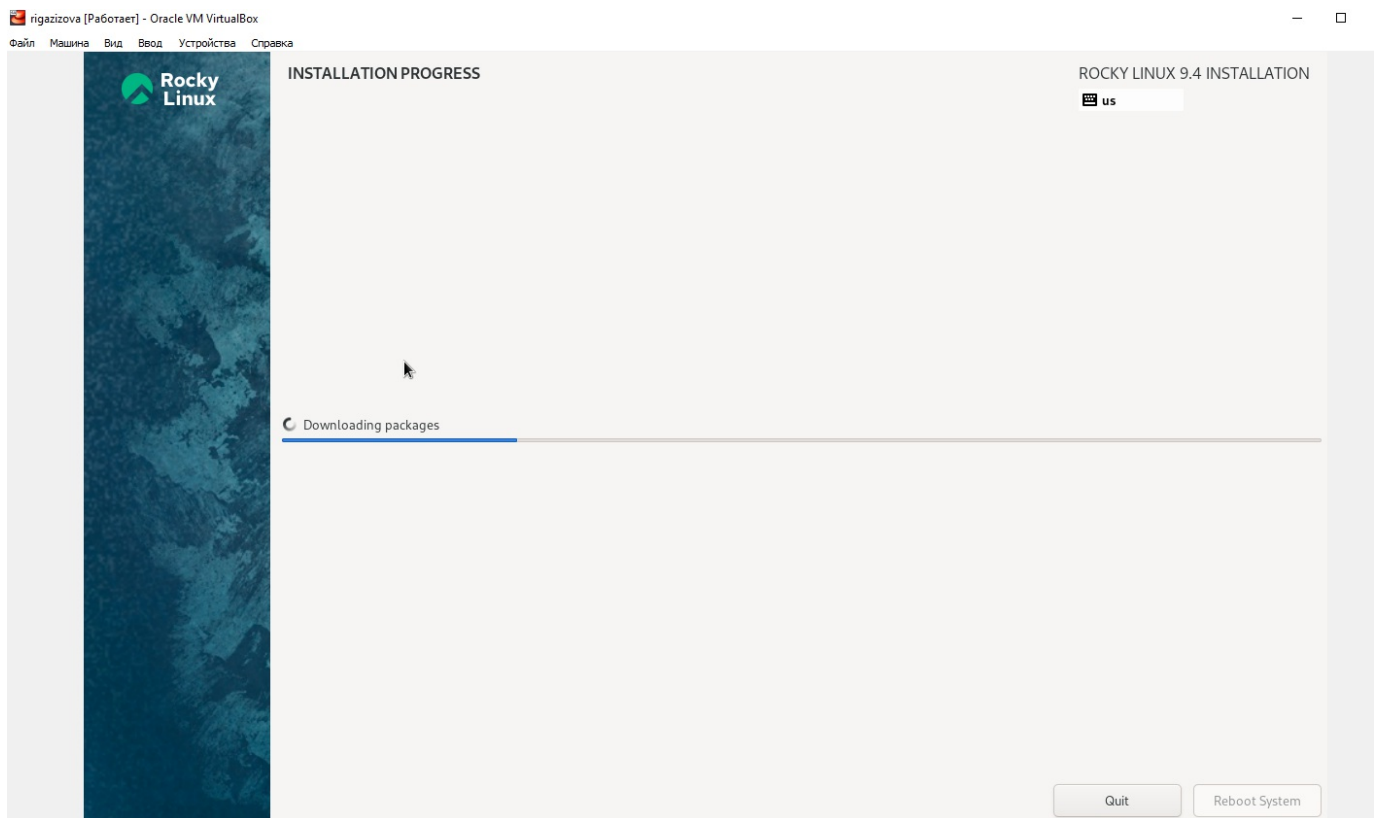 rigazizova [Работает] - Oracle VM VirtualBox
Файл Машина Вид Ввод Устройства Справка
Rocky
Linux
INSTALLATION PROGRESS
ROCKY LINUX 9.4 INSTALLATION
us
Downloading packages
Quit
Reboot System